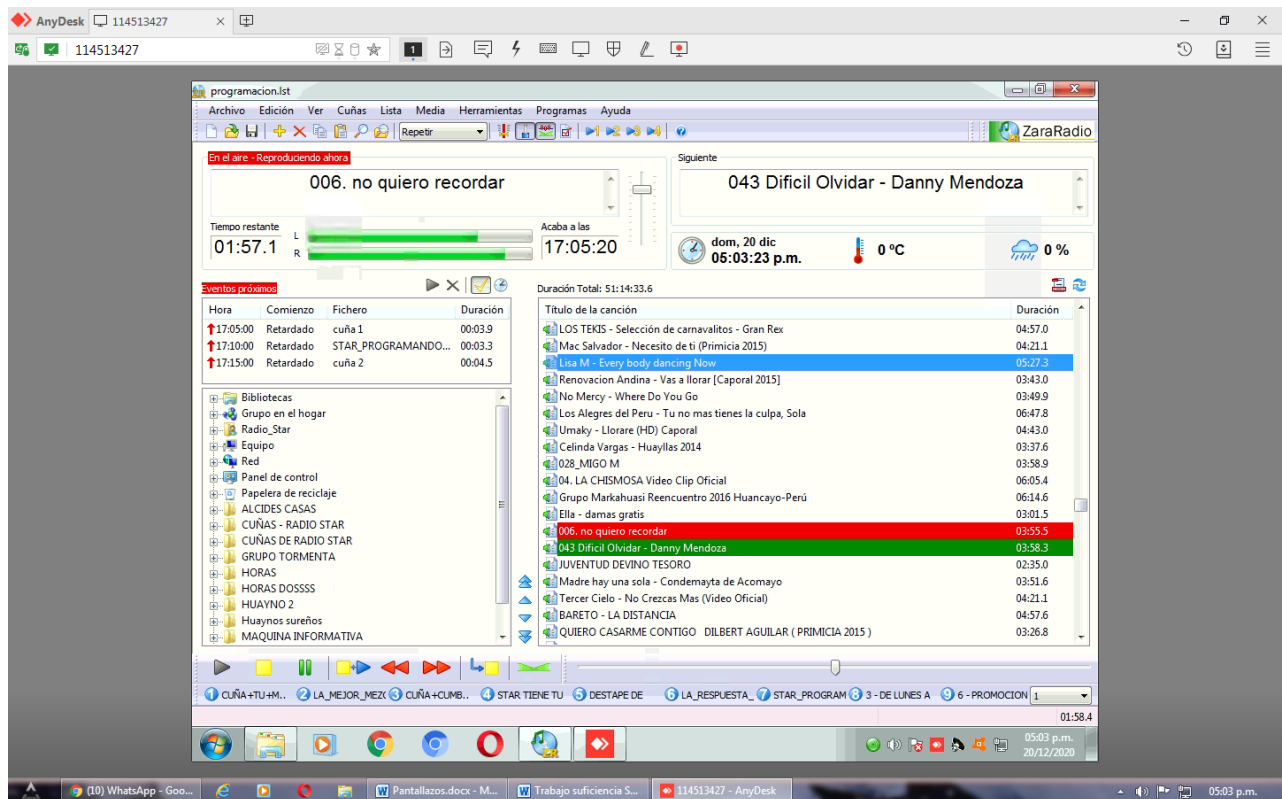 AnyDesk 114513427
114513427 1
programacion.lst
Archivo Edición Ver Cuñas Lista Media Herramientas Programas Ayuda
Repetir ZaraRadio
En el aire - Reproduciendo ahora
006. no quiero recordar
Siguiente
043 Dificil Olvidar - Danny Mendoza
Tiempo restante
01:57.1
L
R
Acaba a las
17:05:20
dom, 20 dic
05:03:23 p.m.
0 ºC
0 %
Eventos próximos
Hora Comienzo Fichero Duración
17:05:00 Retardado cuña 1 00:03.9
17:10:00 Retardado STAR_PROGRAMANDO... 00:03.3
17:15:00 Retardado cuña 2 00:04.5
Bibliotecas
Grupo en el hogar
Radio_Star
Equipo
Red
Panel de control
Papelera de reciclaje
ALCIDES CASAS
CUÑAS - RADIO STAR
CUÑAS DE RADIO STAR
GRUPO TORMENTA
HORAS
HORAS DOSSSS
HUAYNO 2
Huaynos sureños
MAQUINA INFORMATIVA
Duración Total: 51:14:33.6
Título de la canción Duración
LOS TEKIS - Selección de carnavalitos - Gran Rex 04:57.0
Mac Salvador - Necesito de ti (Primicia 2015) 04:21.1
Lisa M - Every body dancing Now 05:27.3
Renovacion Andina - Vas a llorar [Caporal 2015] 03:43.0
No Mercy - Where Do You Go 03:49.9
Los Alegres del Peru - Tu no mas tienes la culpa, Sola 06:47.8
Umaky - Llorare (HD) Caporal 04:43.0
Celinda Vargas - Huayllas 2014 03:37.6
028_MIGO M 03:58.9
04. LA CHISMOSA Video Clip Oficial 06:05.4
Grupo Markahuasi Reencuentro 2016 Huancayo-Perú 06:14.6
Ella - damas gratis 03:01.5
006. no quiero recordar 03:55.5
043 Dificil Olvidar - Danny Mendoza 03:58.3
JUVENTUD DEVINO TESORO 02:35.0
Madre hay una sola - Condemayta de Acomayo 03:51.6
Tercer Cielo - No Crezcas Mas (Video Oficial) 04:21.1
BARETO - LA DISTANCIA 04:57.6
QUIERO CASARME CONTIGO DILBERT AGUILAR ( PRIMICIA 2015 ) 03:26.8
1 CUÑA+TU+M.. 2 LA_MEJOR_MEZC 3 CUÑA+CUMB.. 4 STAR TIENE TU 5 DESTAPE DE 6 LA_RESPUESTA_ 7 STAR_PROGRAM 8 3 - DE LUNES A 9 6 - PROMOCION 1
01:58.4
05:03 p.m.
20/12/2020
(10) WhatsApp - Goo... Pantallazos.docx - M... Trabajo suficiencia S... 114513427 - AnyDesk 05:03 p.m.